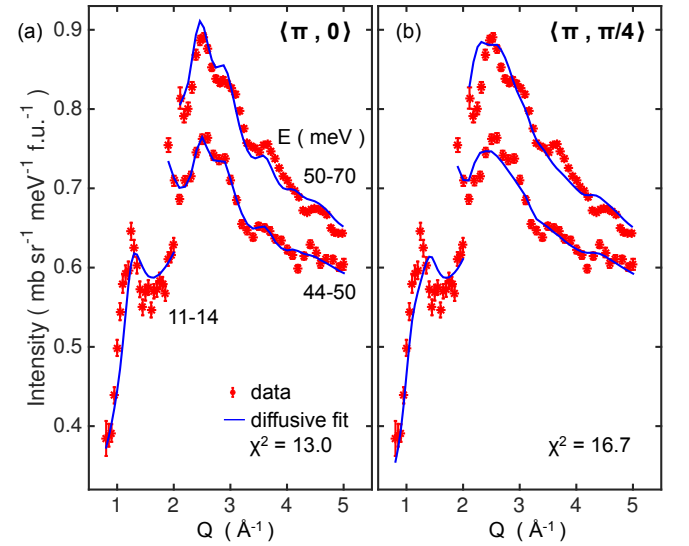 (a)
⟨π , 0⟩
(b)
⟨π , π/4⟩
0.9
0.8
0.7
0.6
0.5
0.4
Intensity ( mb sr⁻¹ meV⁻¹ f.u.⁻¹ )
E ( meV)
50-70
44-50
11-14
data
diffusive fit
χ² = 13.0
χ² = 16.7
1 2 3 4 5
1 2 3 4 5
Q ( Å⁻¹)
Q ( Å⁻¹)